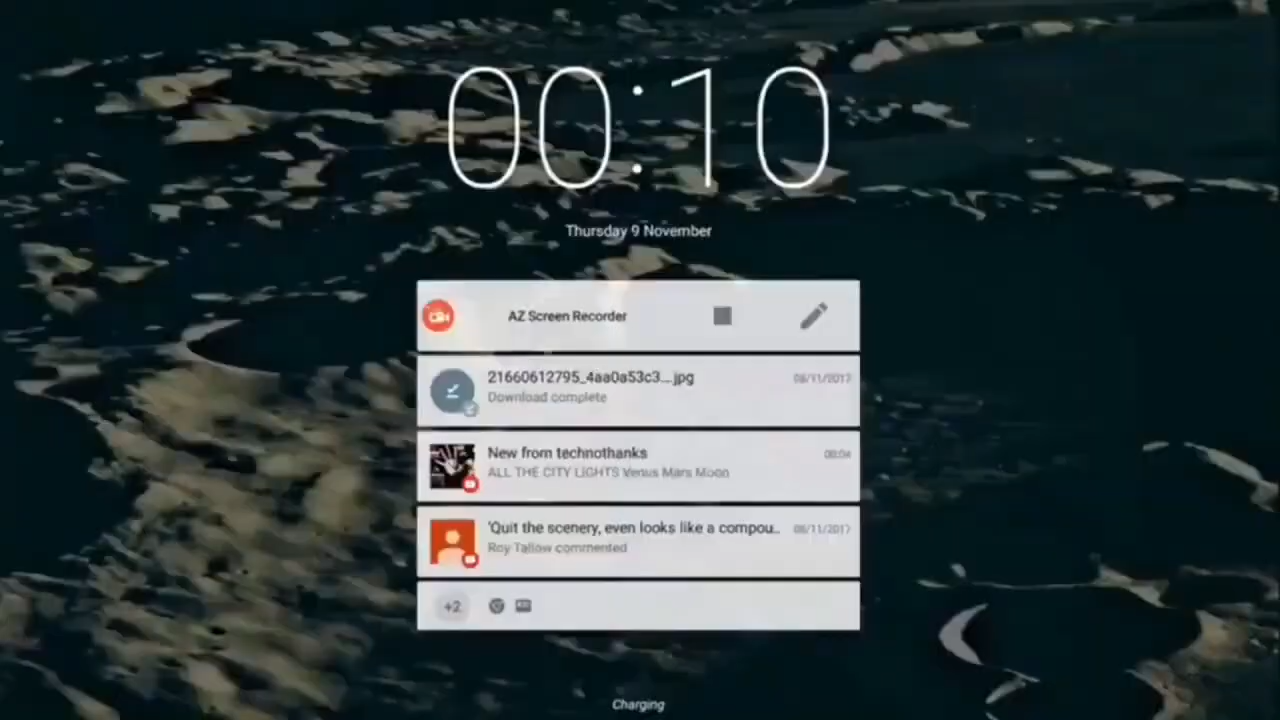 00:10
Thursday 9 November
AZ Screen Recorder
21660612795_4aa0a53c3....jpg
08/11/2017
Download complete
New from technothanks
00:04
ALL THE CITY LIGHTS Venus Mars Moon
'Quit the scenery, even looks like a compou..
08/11/2017
Roy Tallow commented
+2
Charging